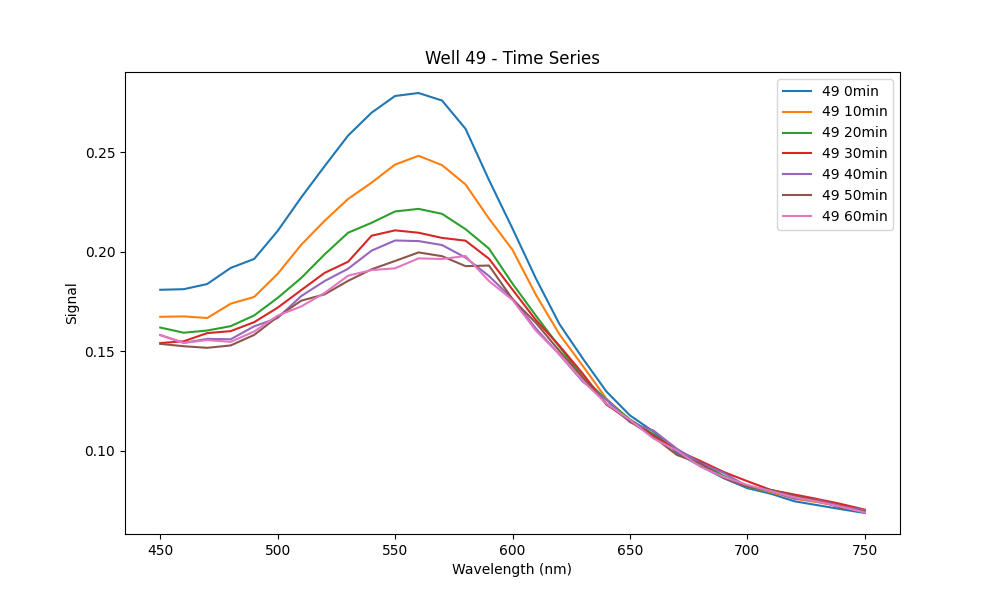 Well 49 - Time Series
49 0min
49 10min
49 20min
49 30min
49 40min
49 50min
49 60min
Signal
0.25
0.20
0.15
0.10
450 500 550 600 650 700 750
Wavelength (nm)